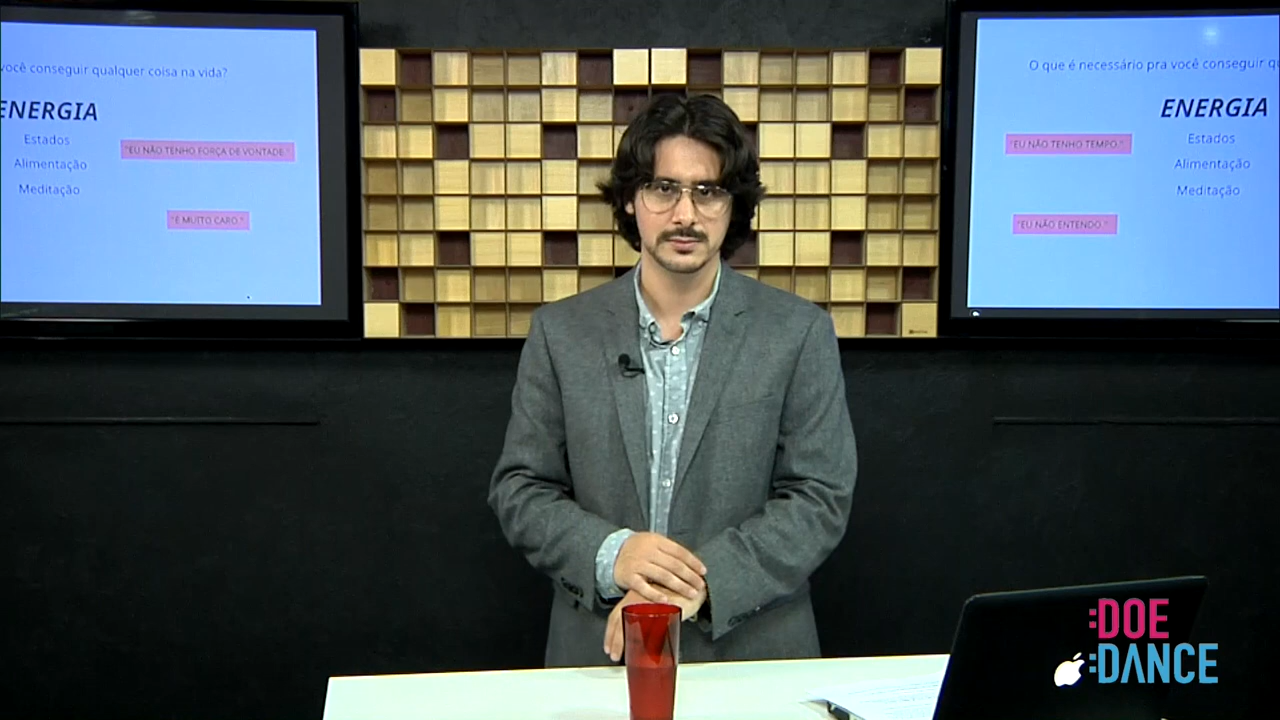 você conseguir qualquer coisa na vida?
ENERGIA
Estados
"EU NÃO TENHO FORÇA DE VONTADE."
Alimentação
Meditação
"É MUITO CARO."
O que é necessário pra você conseguir qu
ENERGIA
"EU NÃO TENHO TEMPO."
Estados
Alimentação
Meditação
"EU NÃO ENTENDO."
:DOE
:DANCE